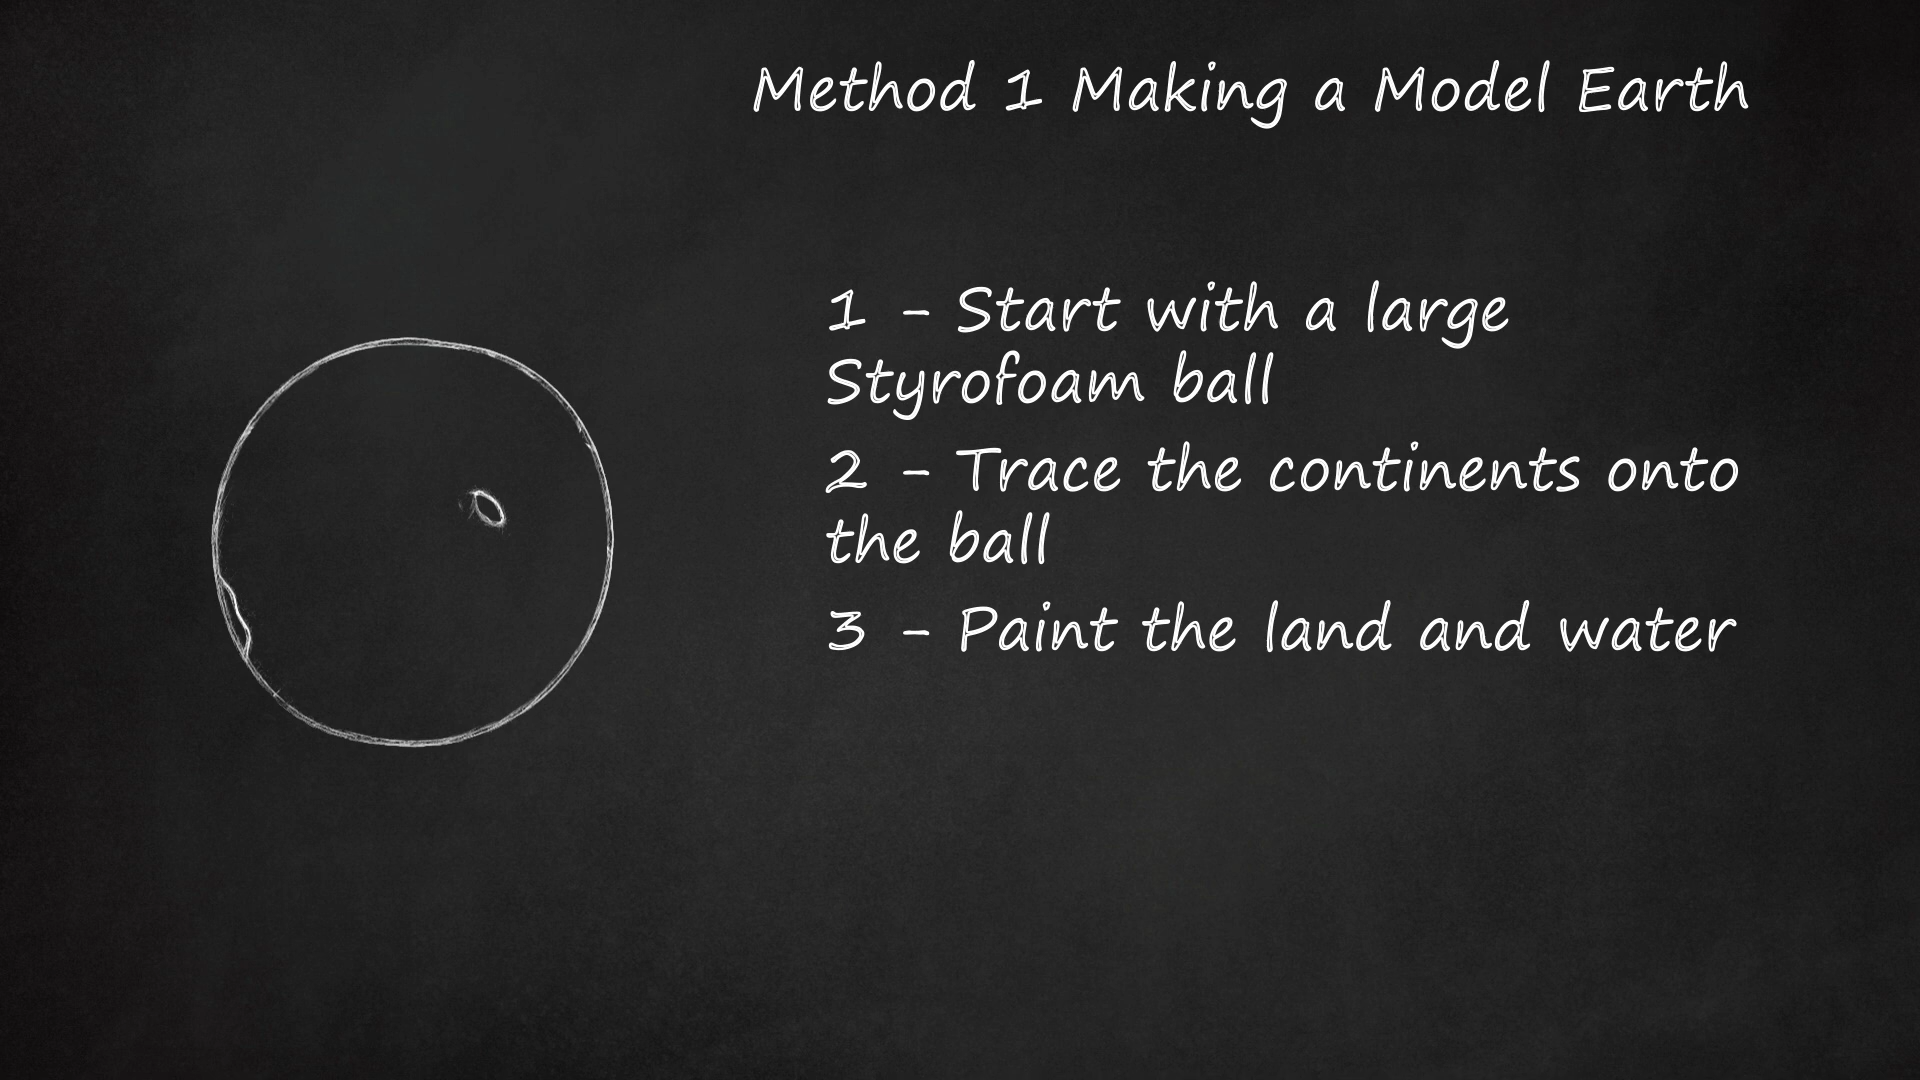 Method 1 Making a Model Earth
1 - Start with a large
Styrofoam ball
2 - Trace the continents onto
the ball
3 - Paint the land and water